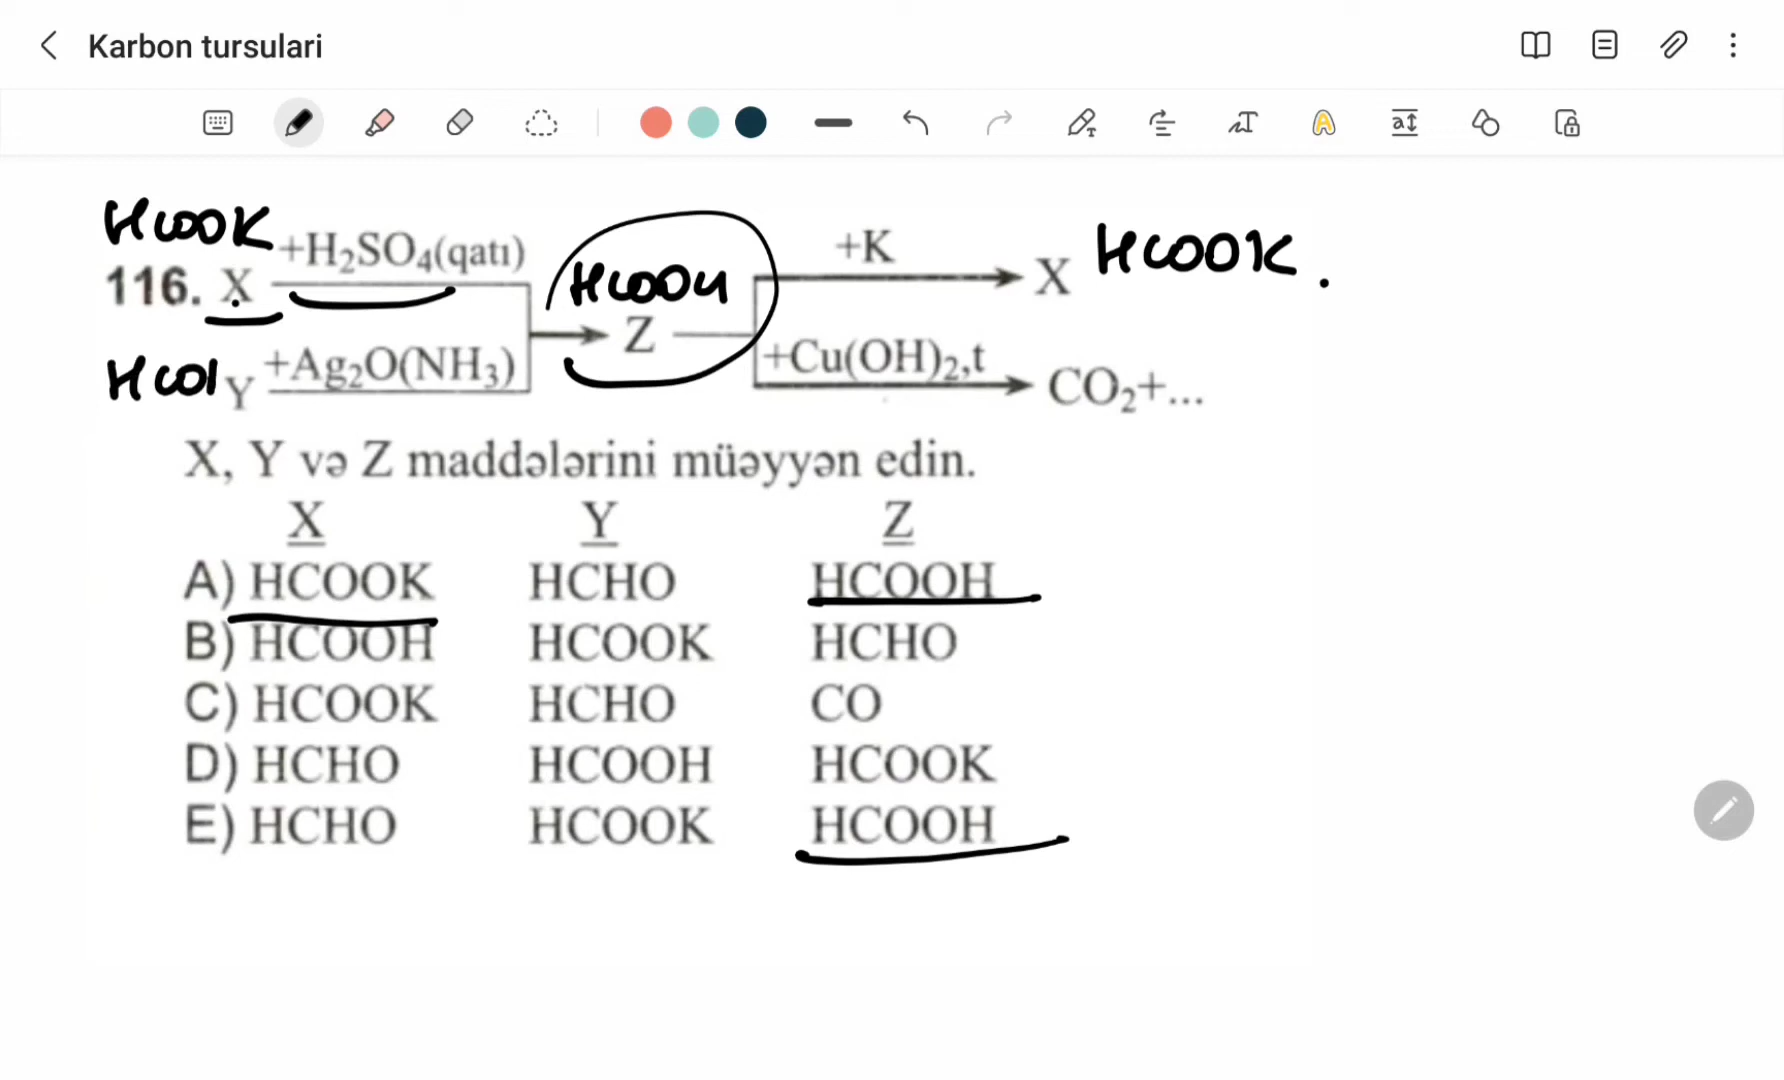 Karbon tursulari
HCOOK +H₂SO₄(qatı) HCOOH +K X HCOOK.
116. X Z
Y +Ag₂O(NH₃) +Cu(OH)₂,t CO₂+...
X, Y və Z maddələrini müəyyən edin.
X Y Z
A) HCOOK HCHO HCOOH
B) HCOOH HCOOK HCHO
C) HCOOK HCHO CO
D) HCHO HCOOH HCOOK
E) HCHO HCOOK HCOOH